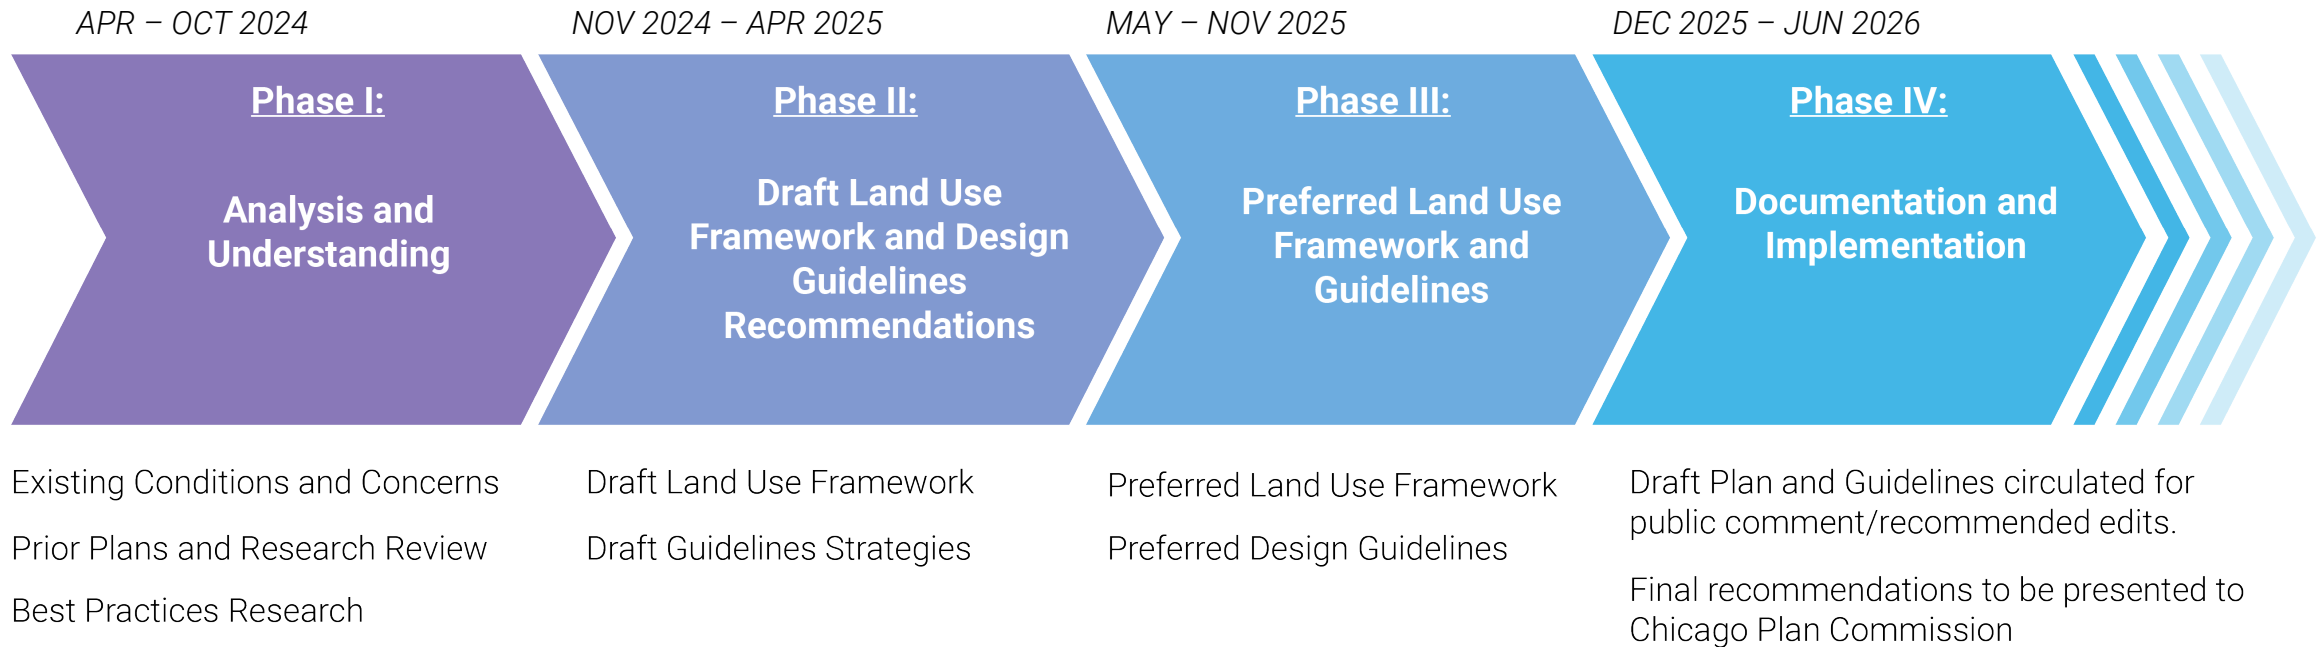 APR – OCT 2024
NOV 2024 – APR 2025
MAY – NOV 2025
DEC 2025 – JUN 2026
Phase I:
Analysis and
Understanding
Phase II:
Draft Land Use
Framework and Design
Guidelines
Recommendations
Phase III:
Preferred Land Use
Framework and
Guidelines
Phase IV:
Documentation and
Implementation
Existing Conditions and Concerns
Prior Plans and Research Review
Best Practices Research
Draft Land Use Framework
Draft Guidelines Strategies
Preferred Land Use Framework
Preferred Design Guidelines
Draft Plan and Guidelines circulated for
public comment/recommended edits.
Final recommendations to be presented to
Chicago Plan Commission